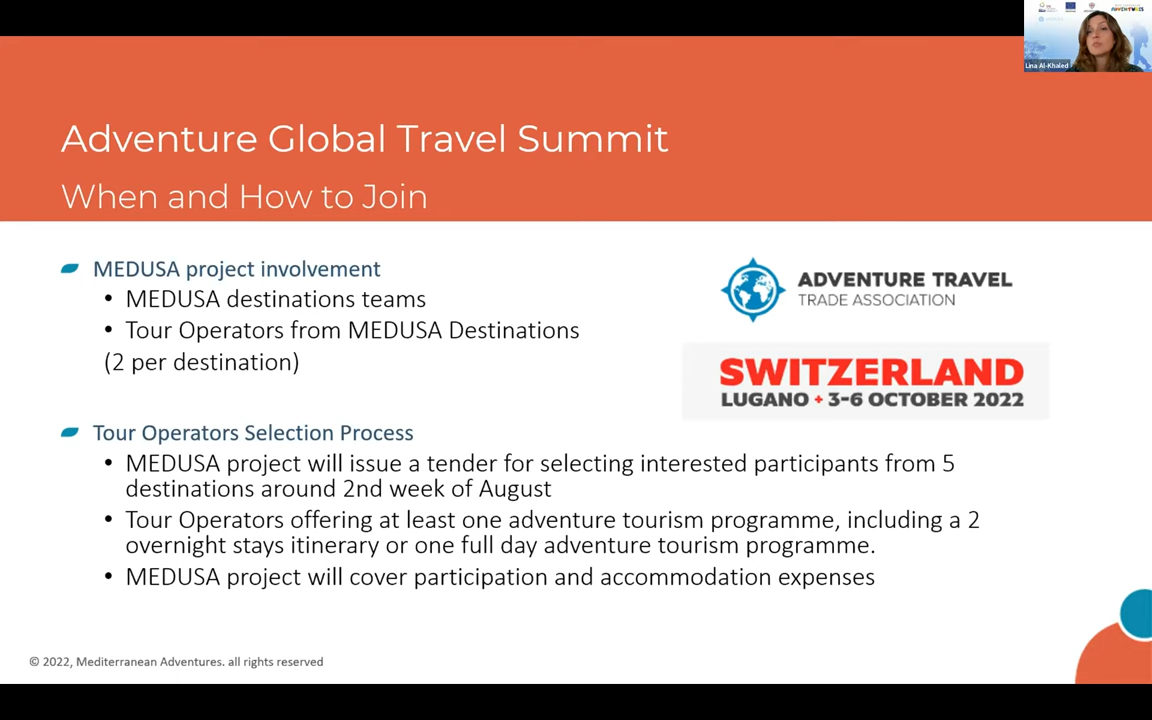 Lina Al-Khaled
Adventure Global Travel Summit
When and How to Join
MEDUSA project involvement
• MEDUSA destinations teams
• Tour Operators from MEDUSA Destinations
(2 per destination)
ADVENTURE TRAVEL
TRADE ASSOCIATION
SWITZERLAND
LUGANO + 3-6 OCTOBER 2022
Tour Operators Selection Process
• MEDUSA project will issue a tender for selecting interested participants from 5
destinations around 2nd week of August
• Tour Operators offering at least one adventure tourism programme, including a 2
overnight stays itinerary or one full day adventure tourism programme.
• MEDUSA project will cover participation and accommodation expenses
© 2022, Mediterranean Adventures. all rights reserved